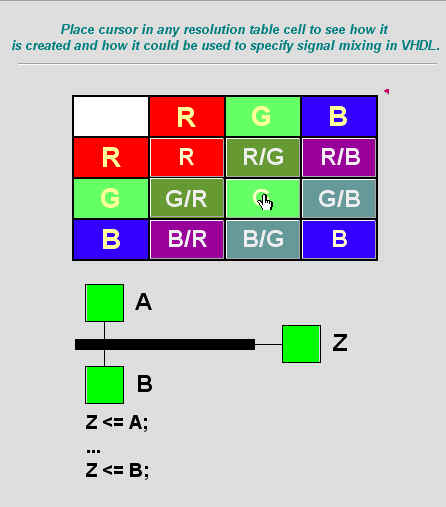 Place cursor in any resolution table cell to see how it
is created and how it could be used to specify signal mixing in VHDL.
R G B
R R R/G R/B
G G/R G G/B
B B/R B/G B
A
Z
B
Z <= A;
...
Z <= B;